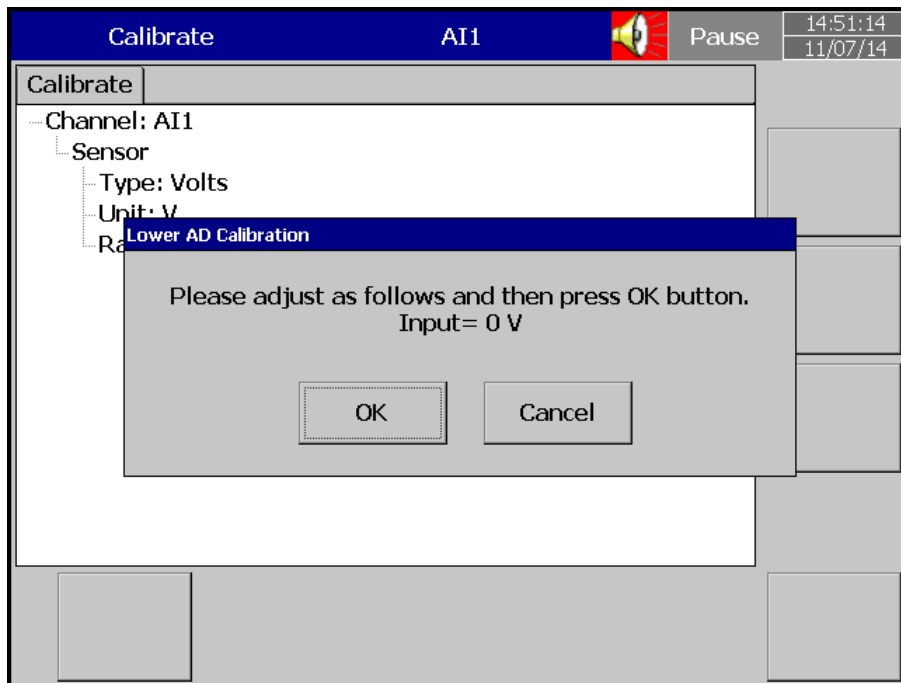 Calibrate AI1 Pause 14:51:14
11/07/14
Calibrate
Channel: AI1
Sensor
Type: Volts
Unit: V
Lower AD Calibration
Please adjust as follows and then press OK button.
Input= 0 V
OK Cancel